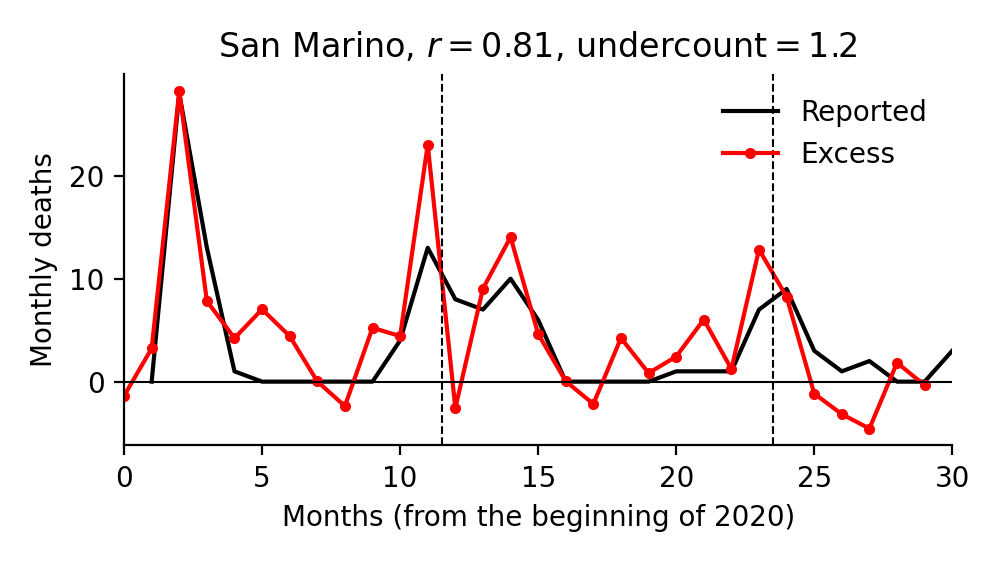 San Marino, r = 0.81, undercount = 1.2
Reported
Excess
Monthly deaths
20
10
0
0 5 10 15 20 25 30
Months (from the beginning of 2020)